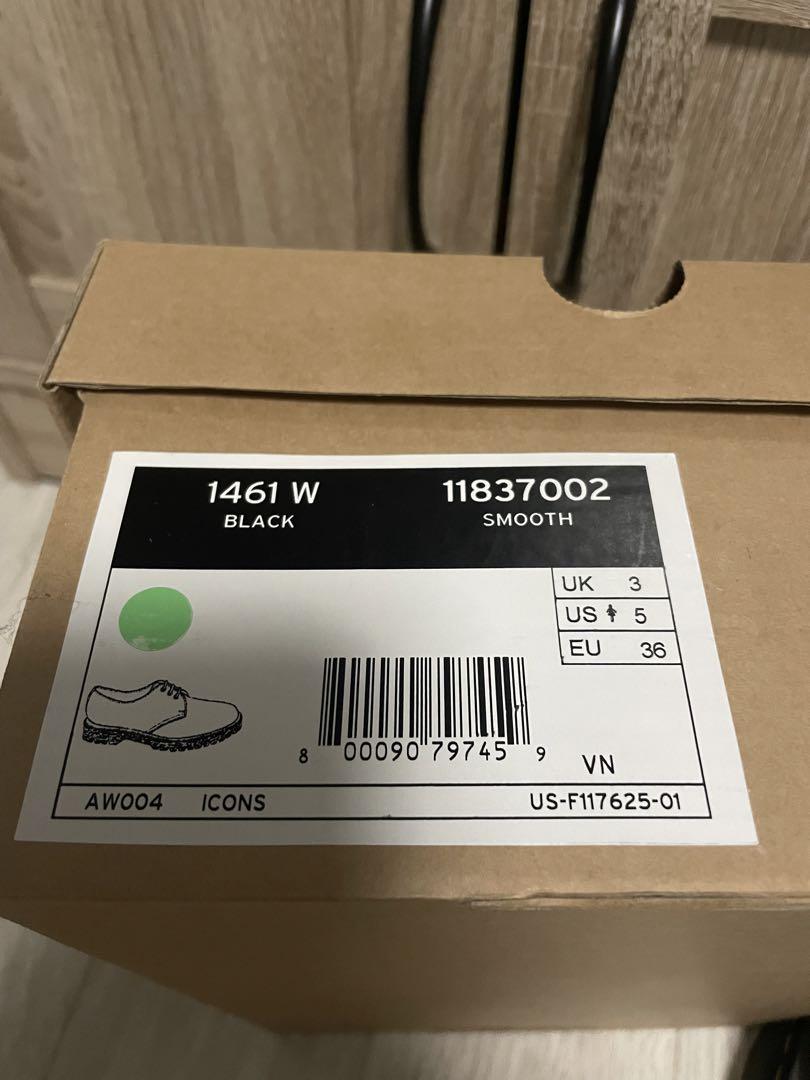 1461 W
BLACK
11837002
SMOOTH
UK 3
US 5
EU 36
8 00090 79745 9
VN
AW004 ICONS US-F117625-01